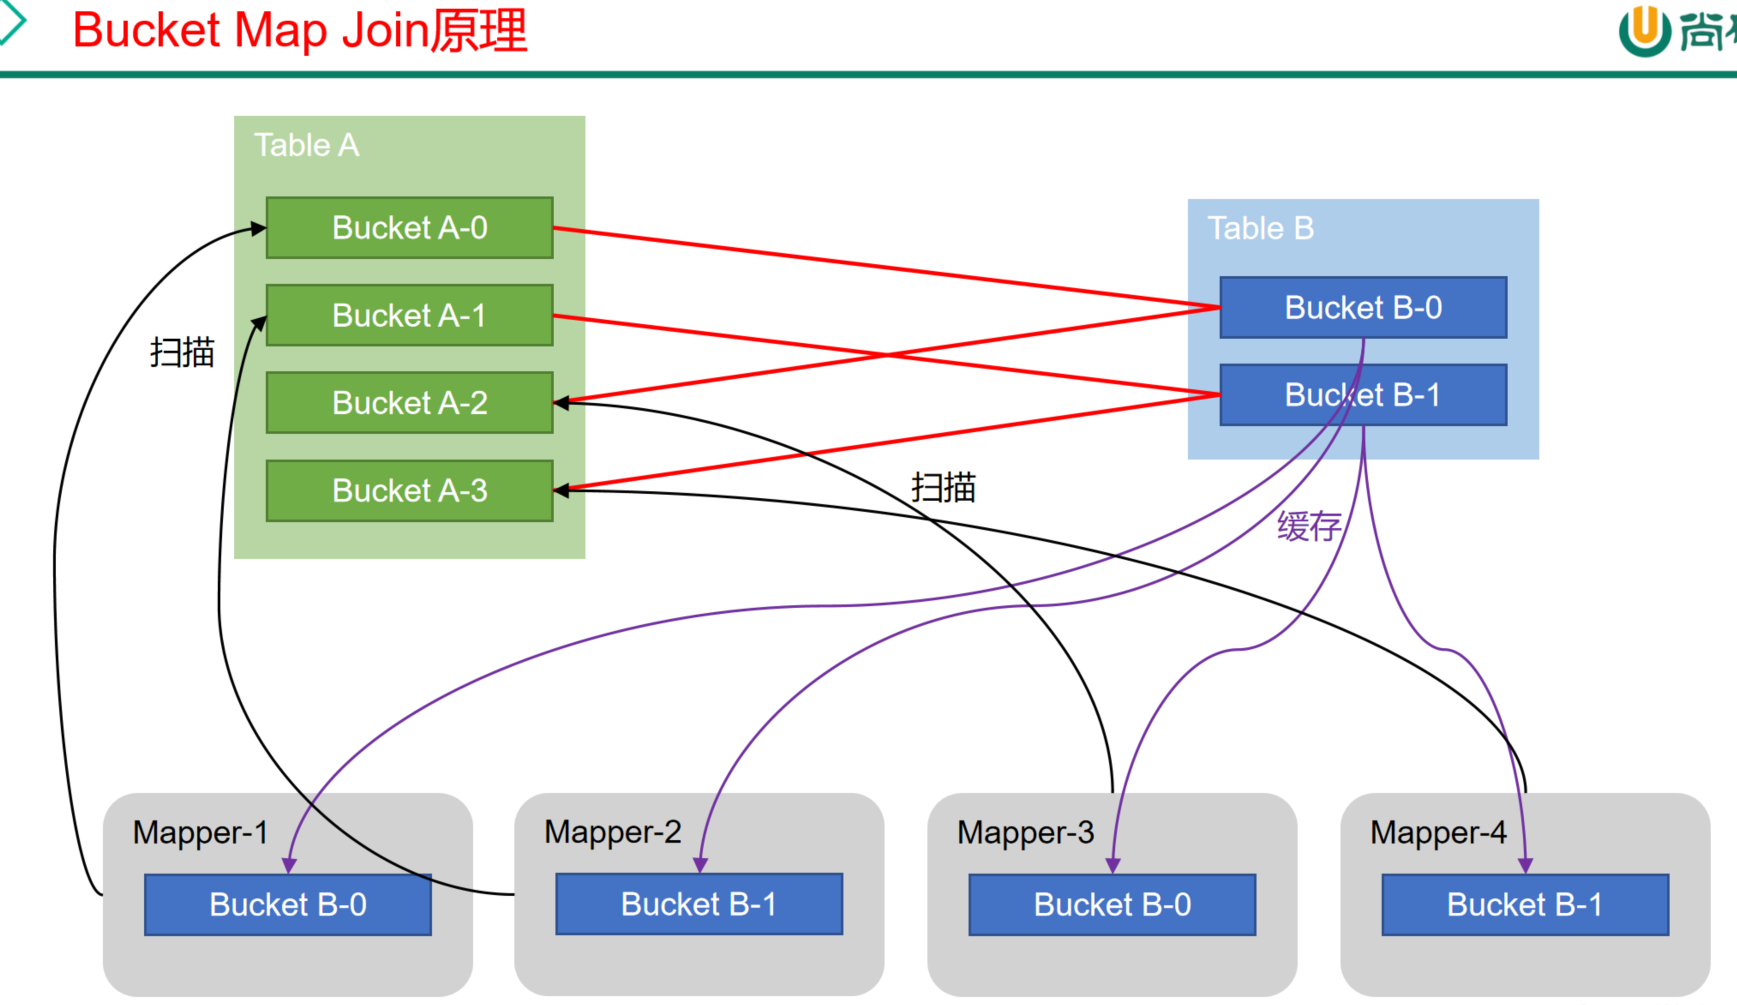 Bucket Map Join原理
尚
Table A
Bucket A-0
Bucket A-1
Bucket A-2
Bucket A-3
Table B
Bucket B-0
Bucket B-1
扫描
扫描
缓存
Mapper-1
Bucket B-0
Mapper-2
Bucket B-1
Mapper-3
Bucket B-0
Mapper-4
Bucket B-1